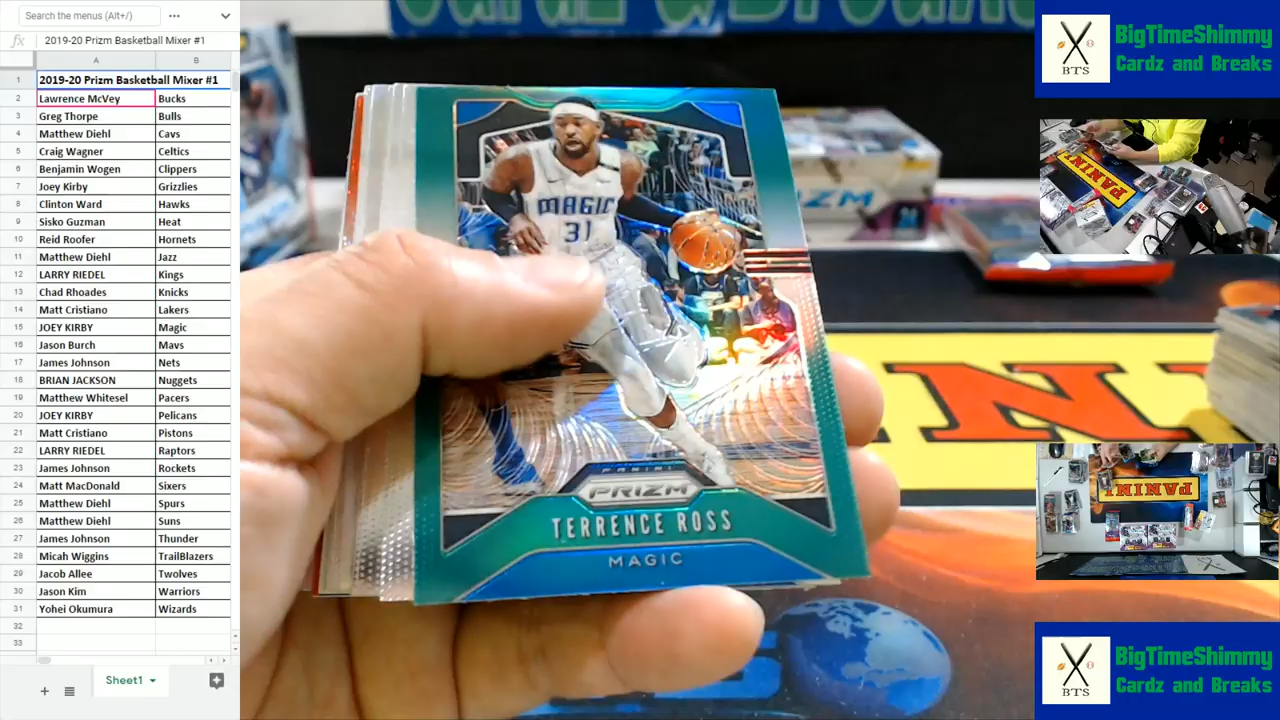 Search the menus (Alt+/)
fx 2019-20 Prizm Basketball Mixer #1
A B
1 2019-20 Prizm Basketball Mixer #1
2 Lawrence McVey Bucks
3 Greg Thorpe Bulls
4 Matthew Diehl Cavs
5 Craig Wagner Celtics
6 Benjamin Wogen Clippers
7 Joey Kirby Grizzlies
8 Clinton Ward Hawks
9 Sisko Guzman Heat
10 Reid Roofer Hornets
11 Matthew Diehl Jazz
12 LARRY RIEDEL Kings
13 Chad Rhoades Knicks
14 Matt Cristiano Lakers
15 JOEY KIRBY Magic
16 Jason Burch Mavs
17 James Johnson Nets
18 BRIAN JACKSON Nuggets
19 Matthew Whitesel Pacers
20 JOEY KIRBY Pelicans
21 Matt Cristiano Pistons
22 LARRY RIEDEL Raptors
23 James Johnson Rockets
24 Matt MacDonald Sixers
25 Matthew Diehl Spurs
26 Matthew Diehl Suns
27 James Johnson Thunder
28 Micah Wiggins TrailBlazers
29 Jacob Allee Twolves
30 Jason Kim Warriors
31 Yohei Okumura Wizards
32
33
Sheet1
MAGIC
31
PANINI
PRIZM
TERRENCE ROSS
MAGIC
BTS
BigTimeShimmy
Cardz and Breaks
PANINI
PANINI
BTS
BigTimeShimmy
Cardz and Breaks